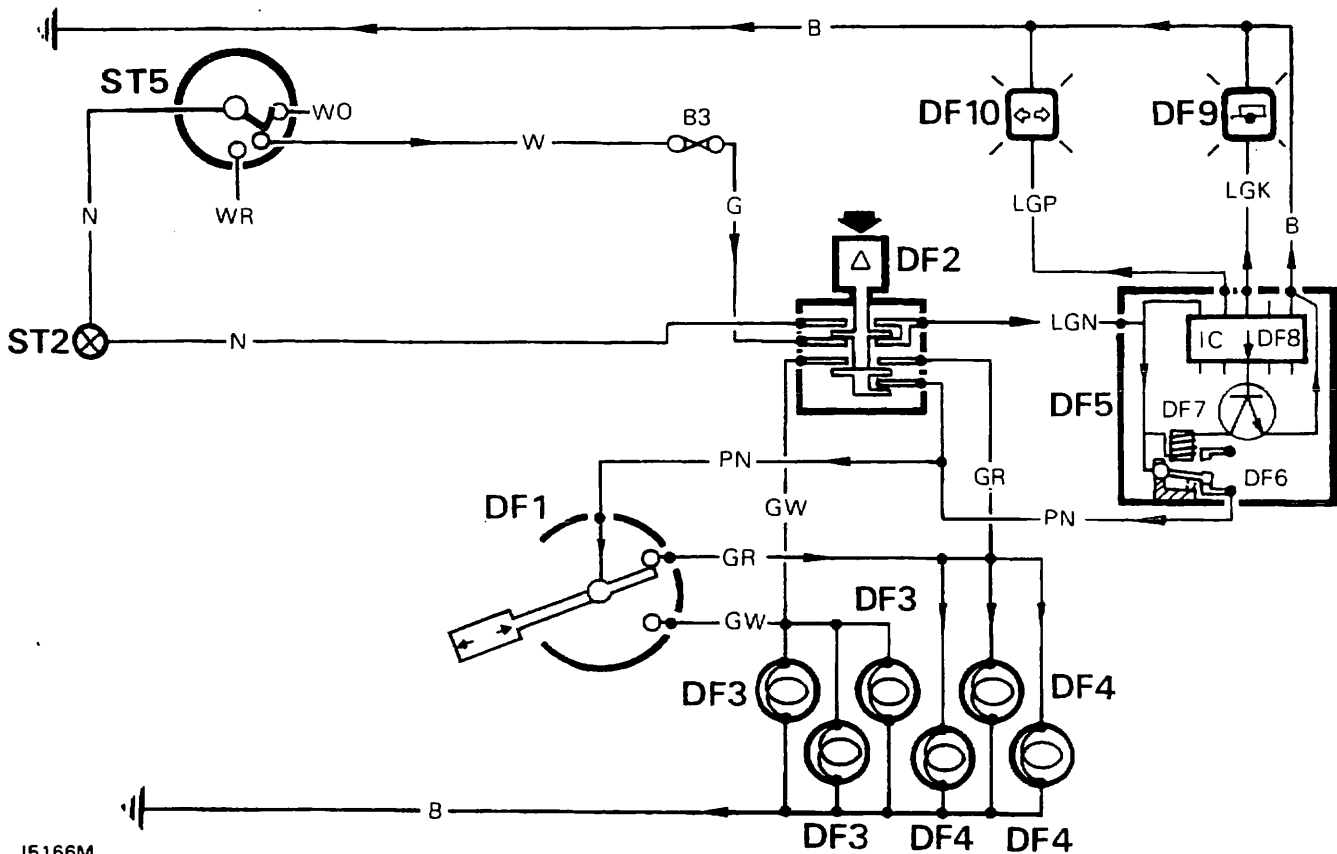 B
ST5
WO
B3
DF10
DF9
W
WR
N
G
LGP
LGK
B
DF2
ST2
N
LGN
IC
DF8
DF5
DF7
DF6
PN
GR
GW
PN
DF1
GR
DF3
GW
DF3
DF4
B
DF3
DF4
DF4
J5166M